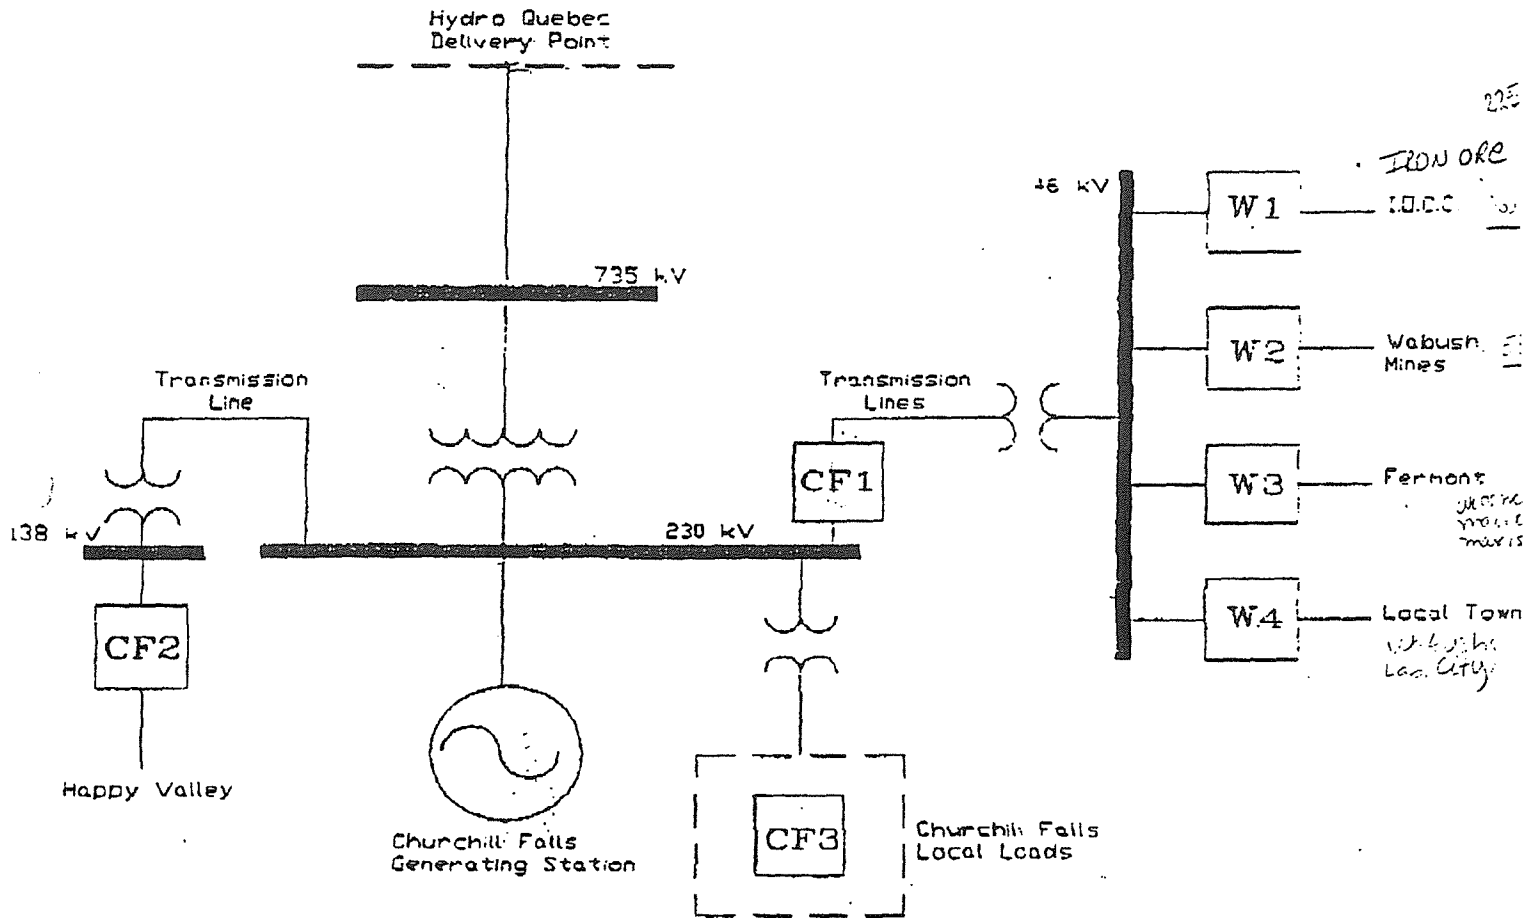 Hydro Quebec
Delivery Point
735 kV
46 kV
IRON ORE
W1
I.O.C.C.
W2
Wabush
Mines
W3
Fermont
W4
Local Town
Lab. City
Transmission
Line
Transmission
Lines
CF1
138 kV
230 kV
CF2
Happy Valley
Churchill Falls
Generating Station
CF3
Churchill Falls
Local Loads